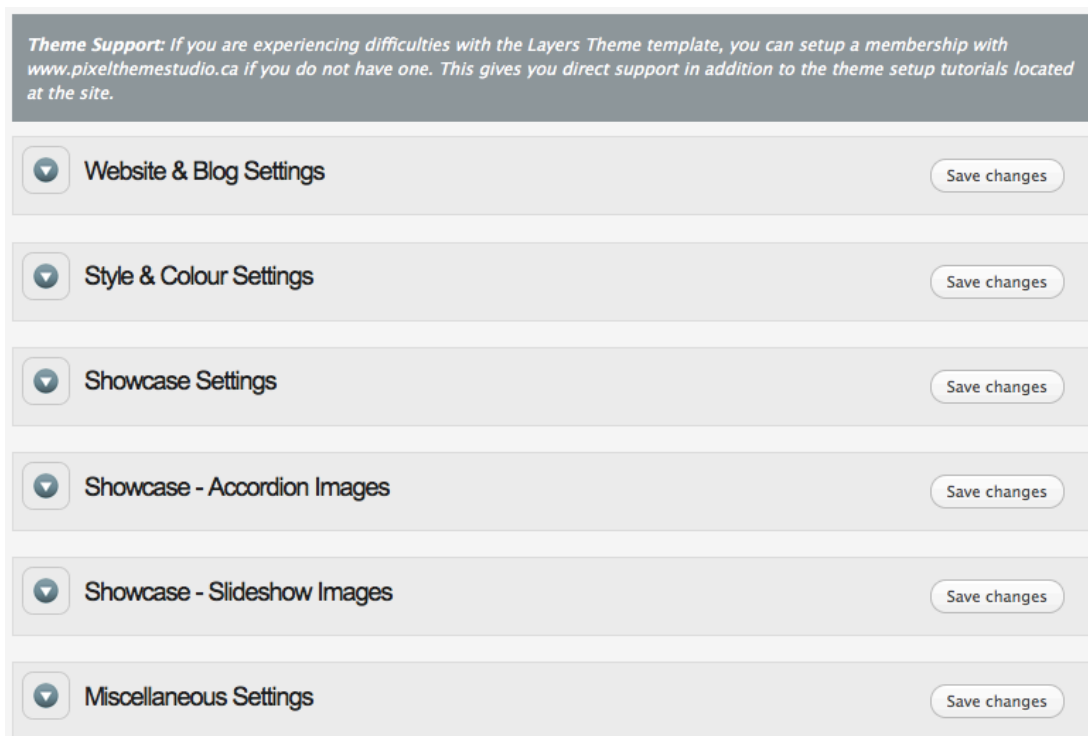 Theme Support: If you are experiencing difficulties with the Layers Theme template, you can setup a membership with
www.pixelthemestudio.ca if you do not have one. This gives you direct support in addition to the theme setup tutorials located
at the site.
Website & Blog Settings
Save changes
Style & Colour Settings
Save changes
Showcase Settings
Save changes
Showcase - Accordion Images
Save changes
Showcase - Slideshow Images
Save changes
Miscellaneous Settings
Save changes